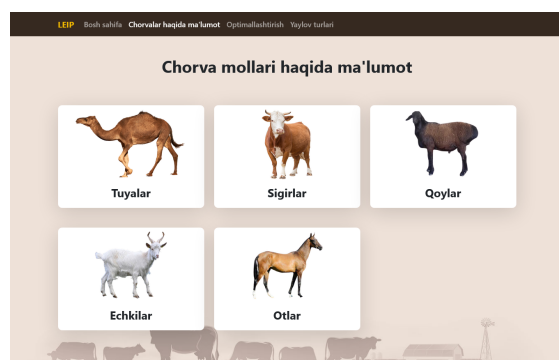 LEIP Bosh sahifa Chorvalar haqida ma'lumot Optimallashtirish Yaylov turlari
Chorva mollari haqida ma'lumot
Tuyalar Sigirlar Qoylar
Echkilar Otlar